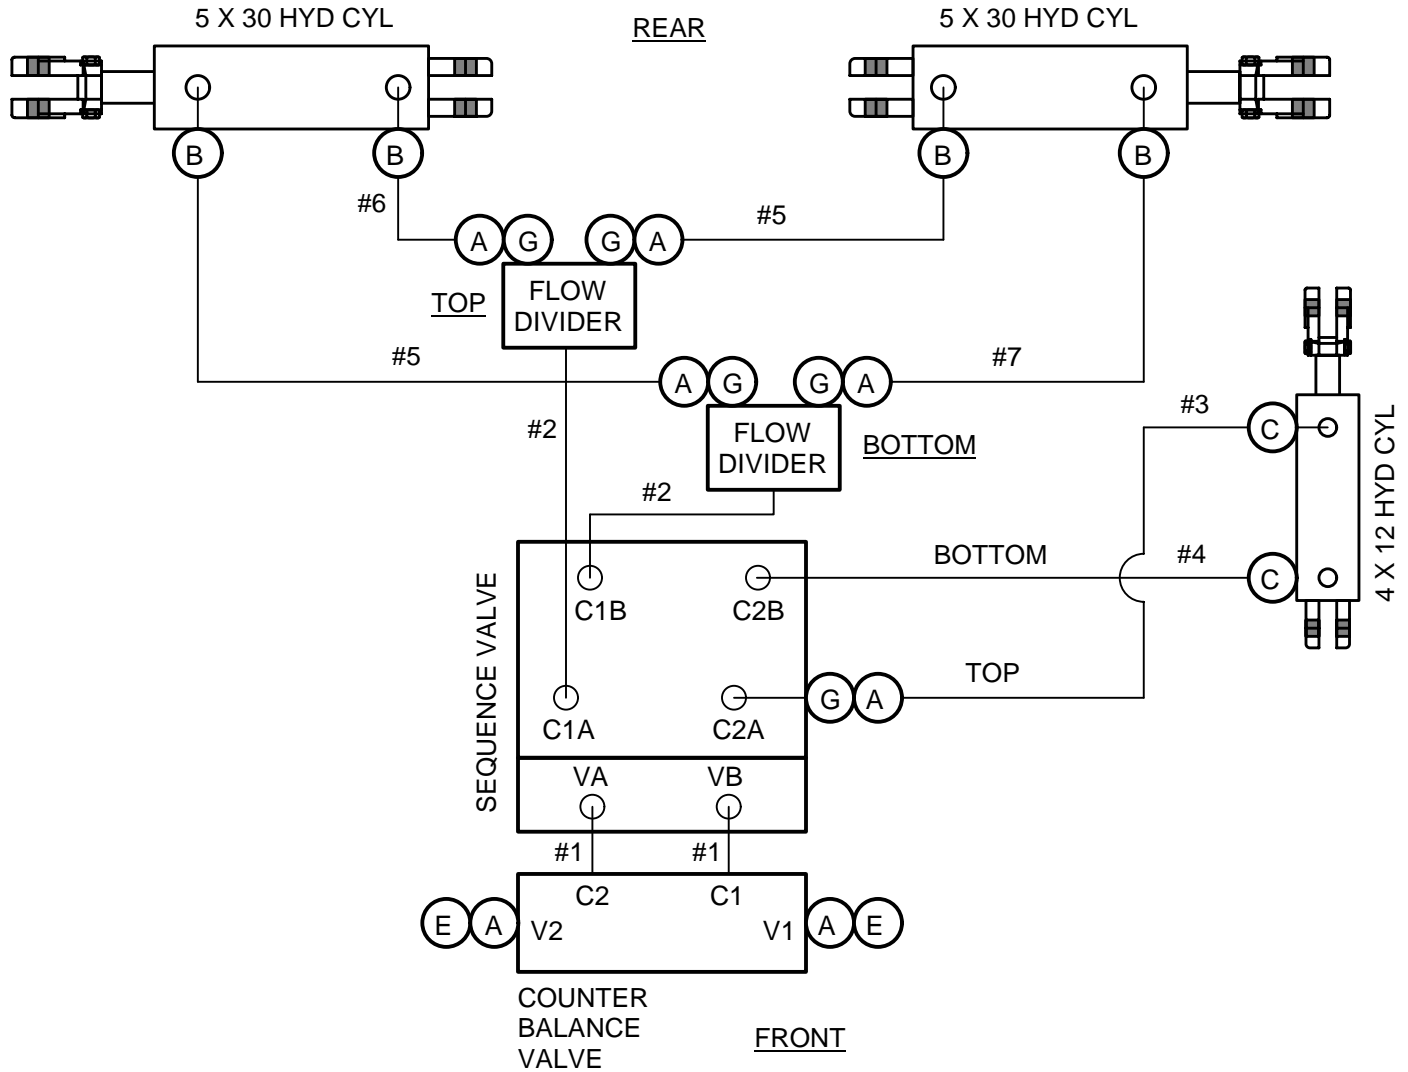 5 X 30 HYD CYL
REAR
5 X 30 HYD CYL
B
B
B
B
#6
#5
A
G
G
A
TOP
FLOW
DIVIDER
#5
#7
A
G
G
A
#2
FLOW
DIVIDER
BOTTOM
#3
C
4 X 12 HYD CYL
#2
BOTTOM
#4
C
SEQUENCE VALVE
C1B
C2B
TOP
G
A
C1A
C2A
VA
VB
#1
#1
C2
C1
E
A
V2
V1
A
E
COUNTER
BALANCE
VALVE
FRONT